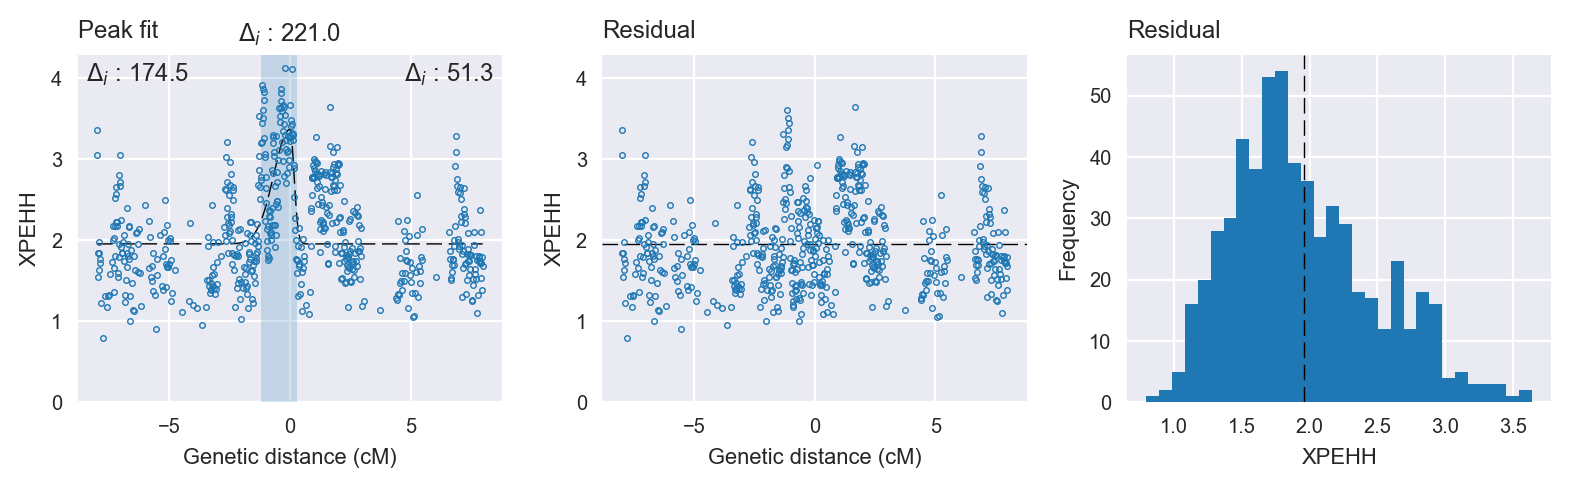 Peak fit
Δi : 221.0
Δi : 174.5
Δi : 51.3
4
3
2
1
0
XPEHH
−5
0
5
Genetic distance (cM)
Residual
4
3
2
1
0
XPEHH
−5
0
5
Genetic distance (cM)
Residual
50
40
30
20
10
0
Frequency
1.0
1.5
2.0
2.5
3.0
3.5
XPEHH